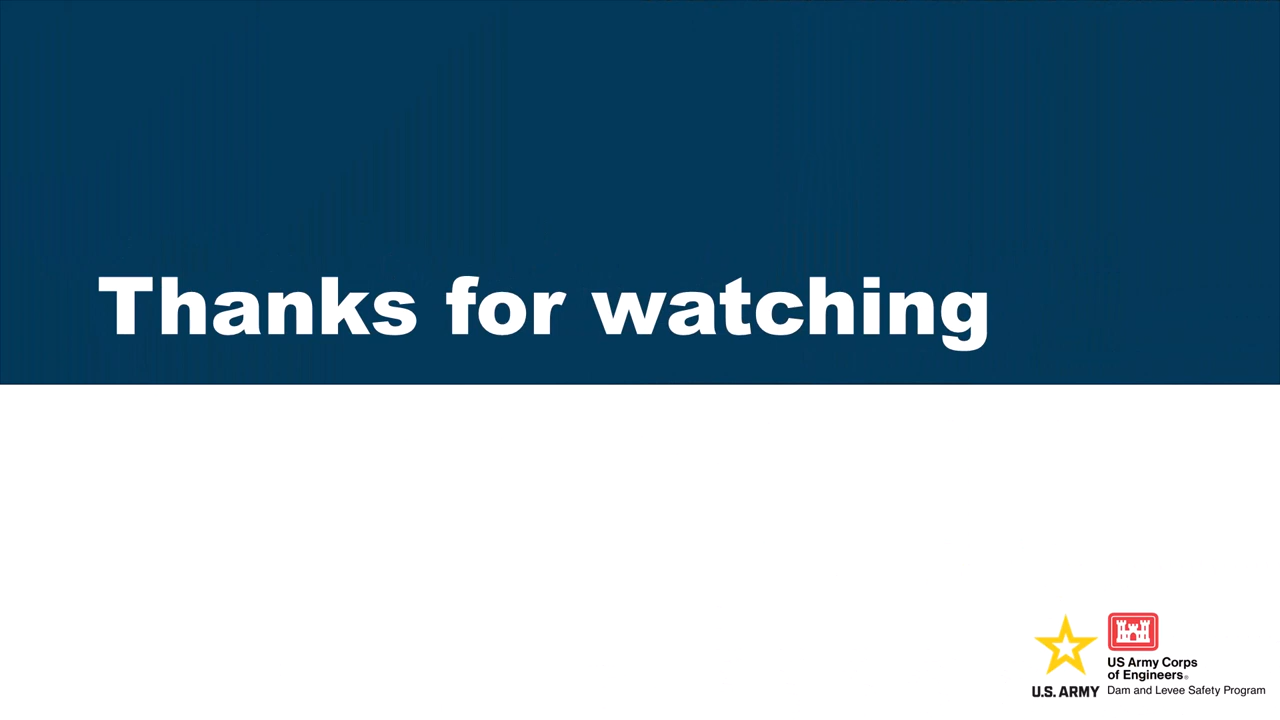 Thanks for watching
U.S. ARMY
US Army Corps
of Engineers®
Dam and Levee Safety Program